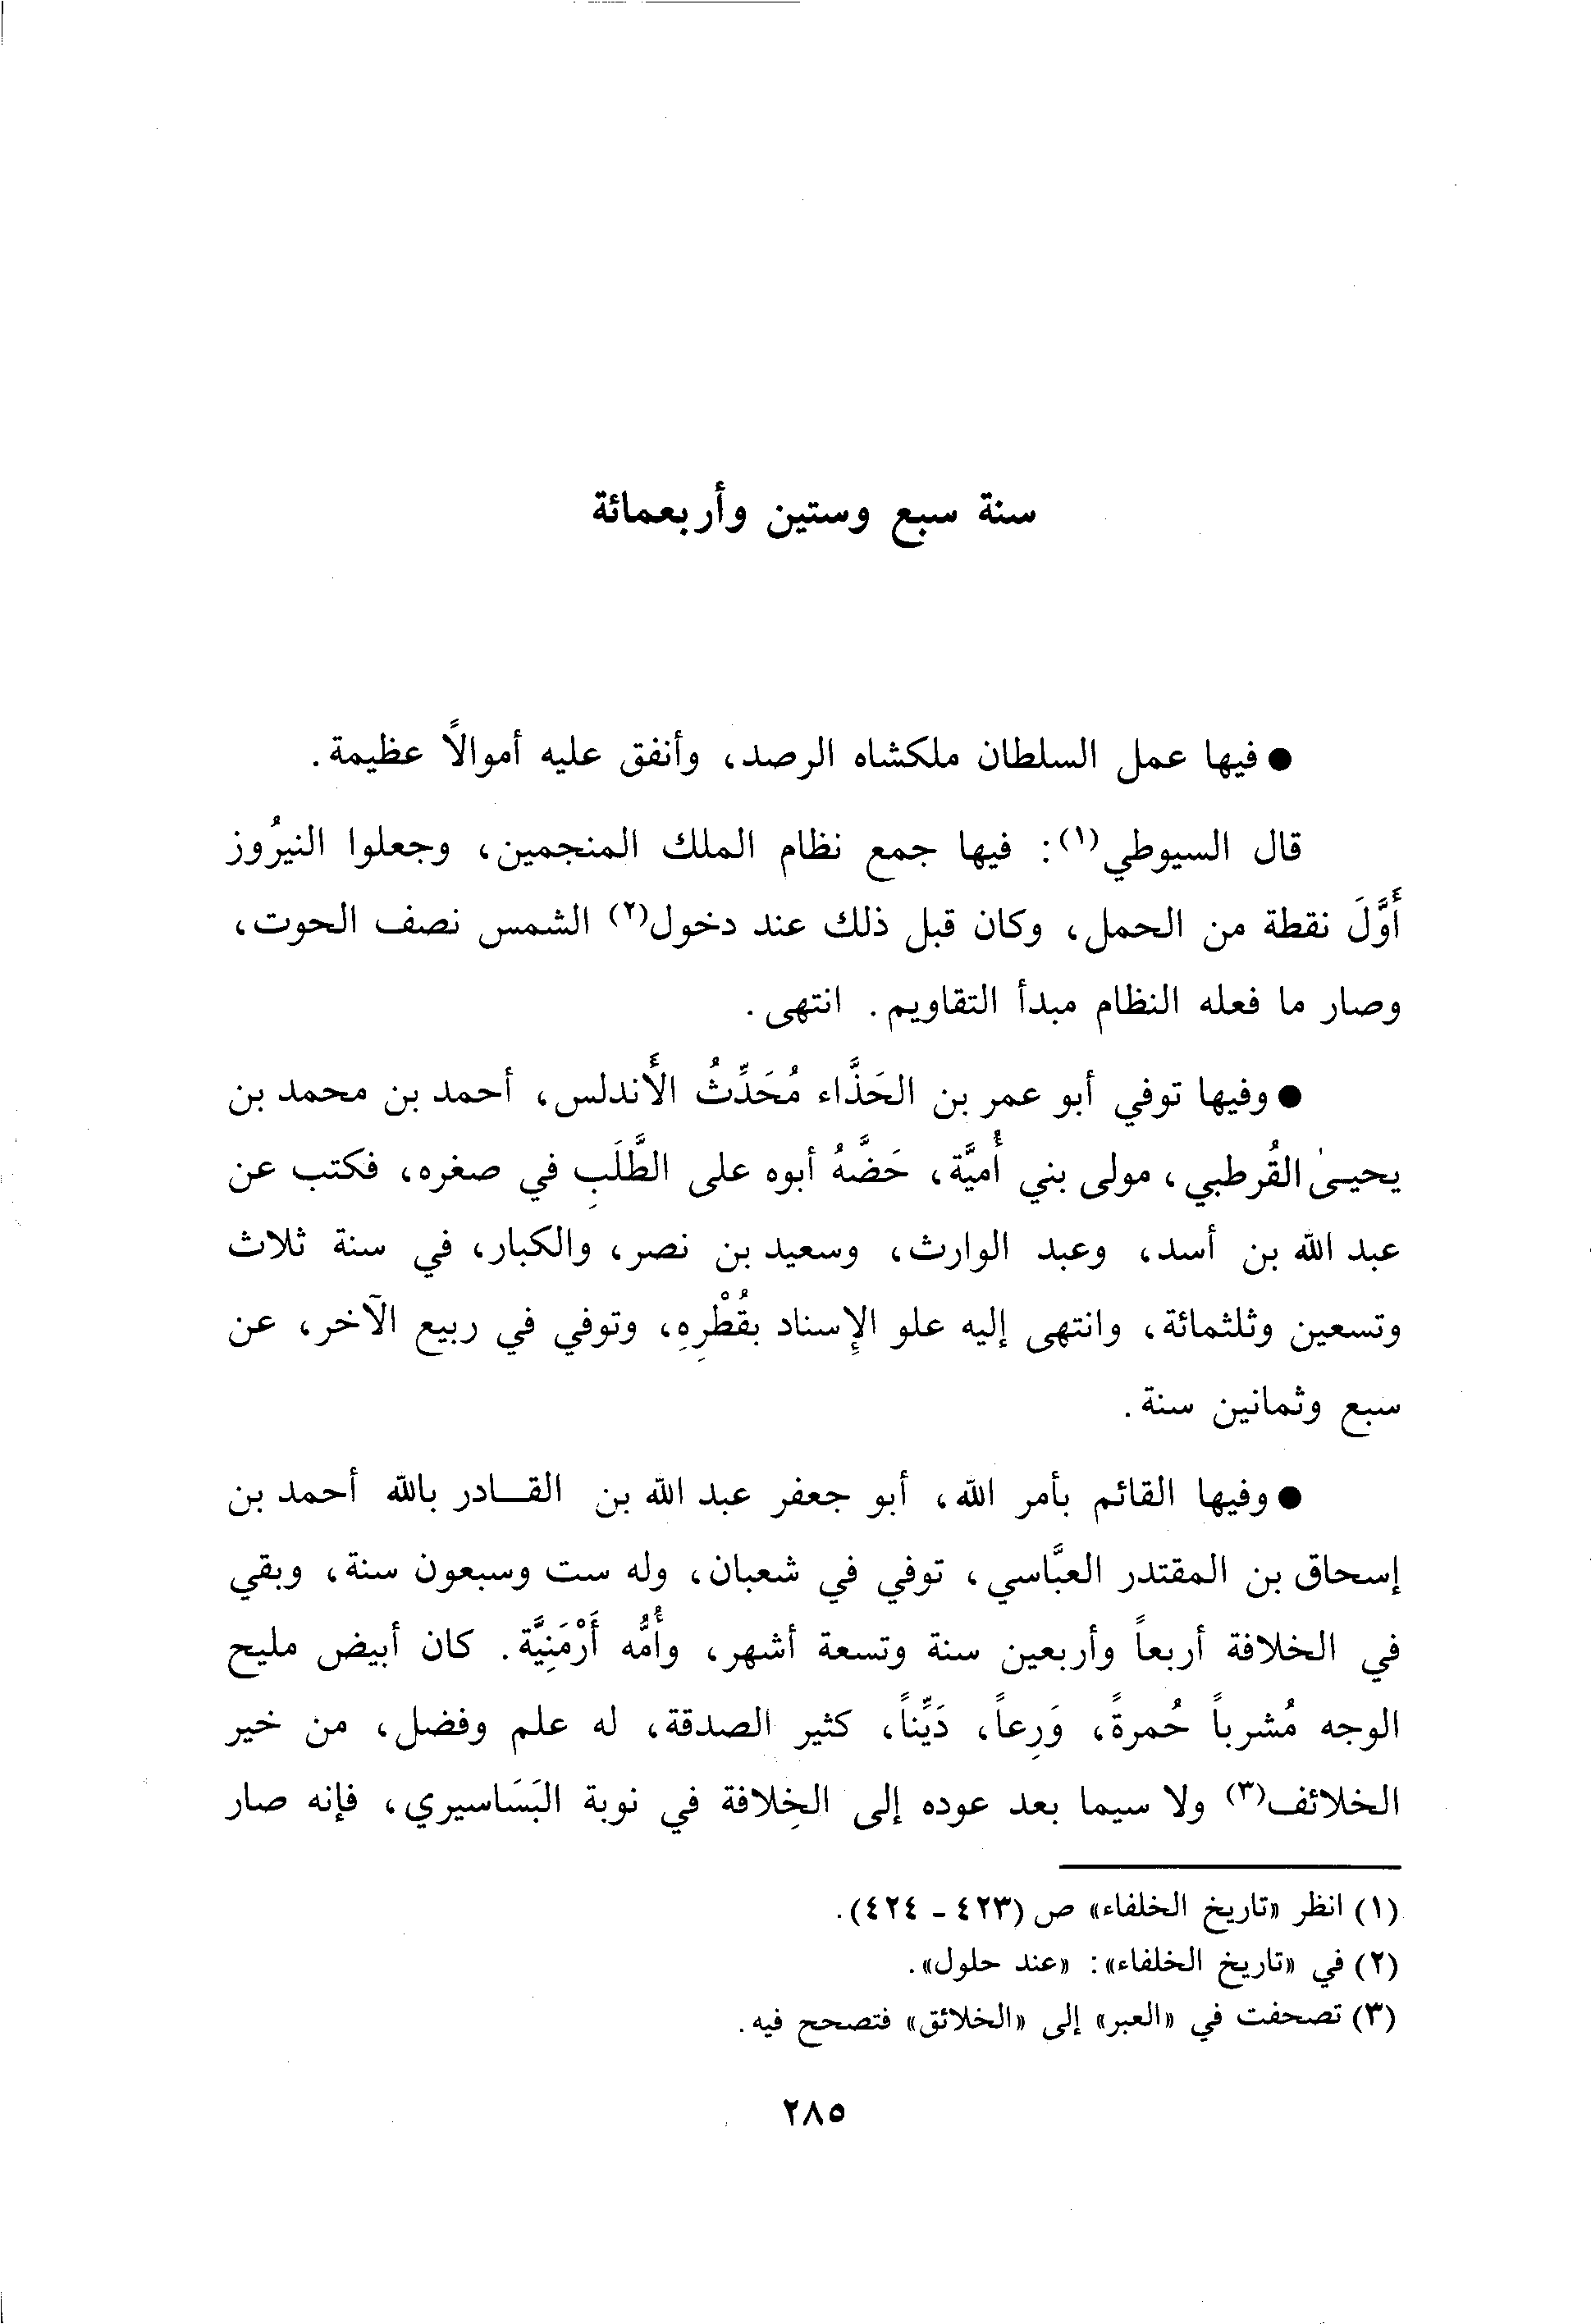 سنة سبع وستين وأربعمائة
● فيها عمل السلطان ملكشاه الرصد، وأنفق عليه أموالاً عظيمة.
قال السيوطي(١): فيها جمع نظام الملك المنجمين، وجعلوا النيرُوز
أَوَّلَ نقطة من الحمل، وكان قبل ذلك عند دخول(٢) الشمس نصف الحوت،
وصار ما فعله النظام مبدأ التقاويم. انتهى.
● وفيها توفي أبو عمر بن الحَذَّاء مُحَدِّثُ الأندلس، أحمد بن محمد بن
يحيىٰ القُرطبي، مولى بني أُميَّة، حَضَّهُ أبوه على الطَّلَبِ في صغره، فكتب عن
عبد الله بن أسد، وعبد الوارث، وسعيد بن نصر، والكبار، في سنة ثلاث
وتسعين وثلثمائة، وانتهى إليه علو الإسناد بقُطْرِهِ، وتوفي في ربيع الآخر، عن
سبع وثمانين سنة.
● وفيها القائم بأمر الله، أبو جعفر عبد الله بن القـادر بالله أحمد بن
إسحاق بن المقتدر العبَّاسي، توفي في شعبان، وله ست وسبعون سنة، وبقي
في الخلافة أربعاً وأربعين سنة وتسعة أشهر، وأُمُّه أَرْمَنِيَّة. كان أبيض مليح
الوجه مُشرباً حُمرةً، وَرِعاً، دَيِّناً، كثير الصدقة، له علم وفضل، من خير
الخلائف(٣) ولا سيما بعد عوده إلى الخِلافة في نوبة البَسَاسيري، فإنه صار
(١) انظر «تاريخ الخلفاء» ص (٤٢٣ - ٤٢٤).
(٢) في «تاريخ الخلفاء»: «عند حلول».
(٣) تصحفت في «العبر» إلى «الخلائق» فتصحح فيه.
٢٨٥